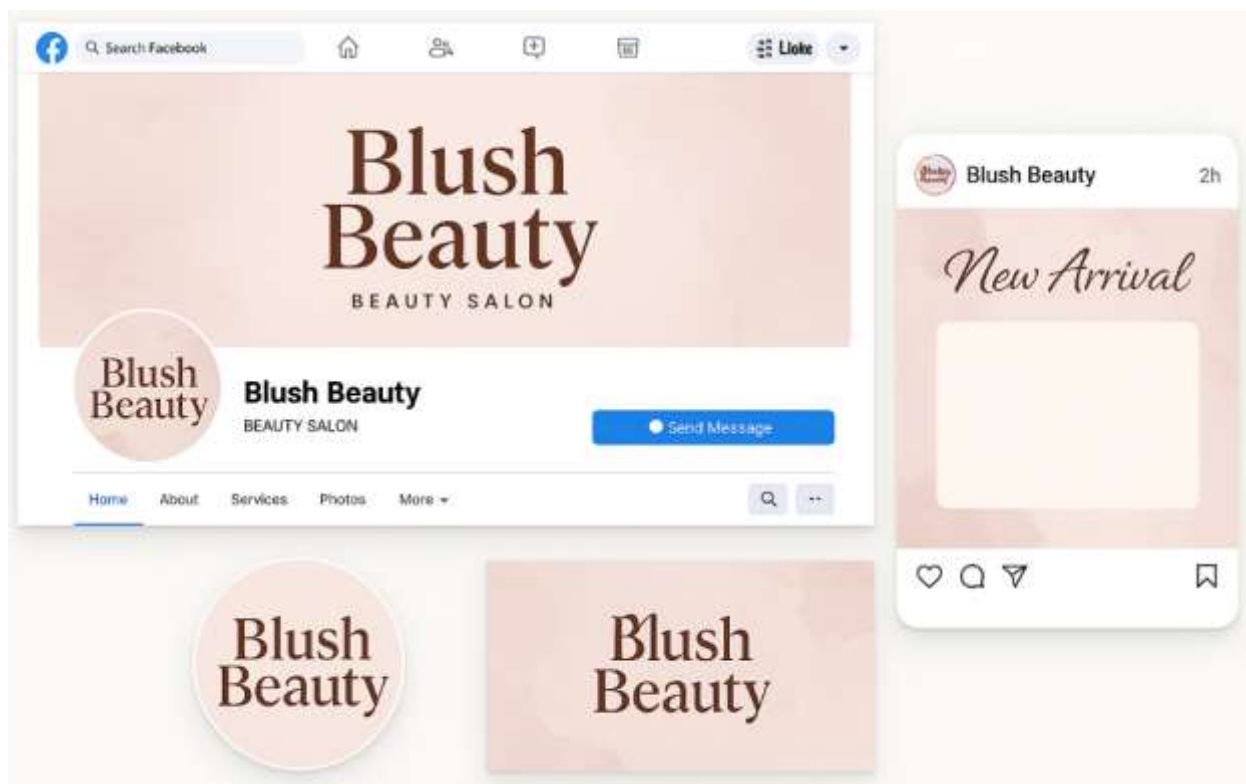 Search Facebook
Lloke
Blush
Beauty
BEAUTY SALON
Blush
Beauty
Blush Beauty
BEAUTY SALON
Send Message
Home About Services Photos More
Blush Beauty 2h
New Arrival
Blush
Beauty
Blush
Beauty